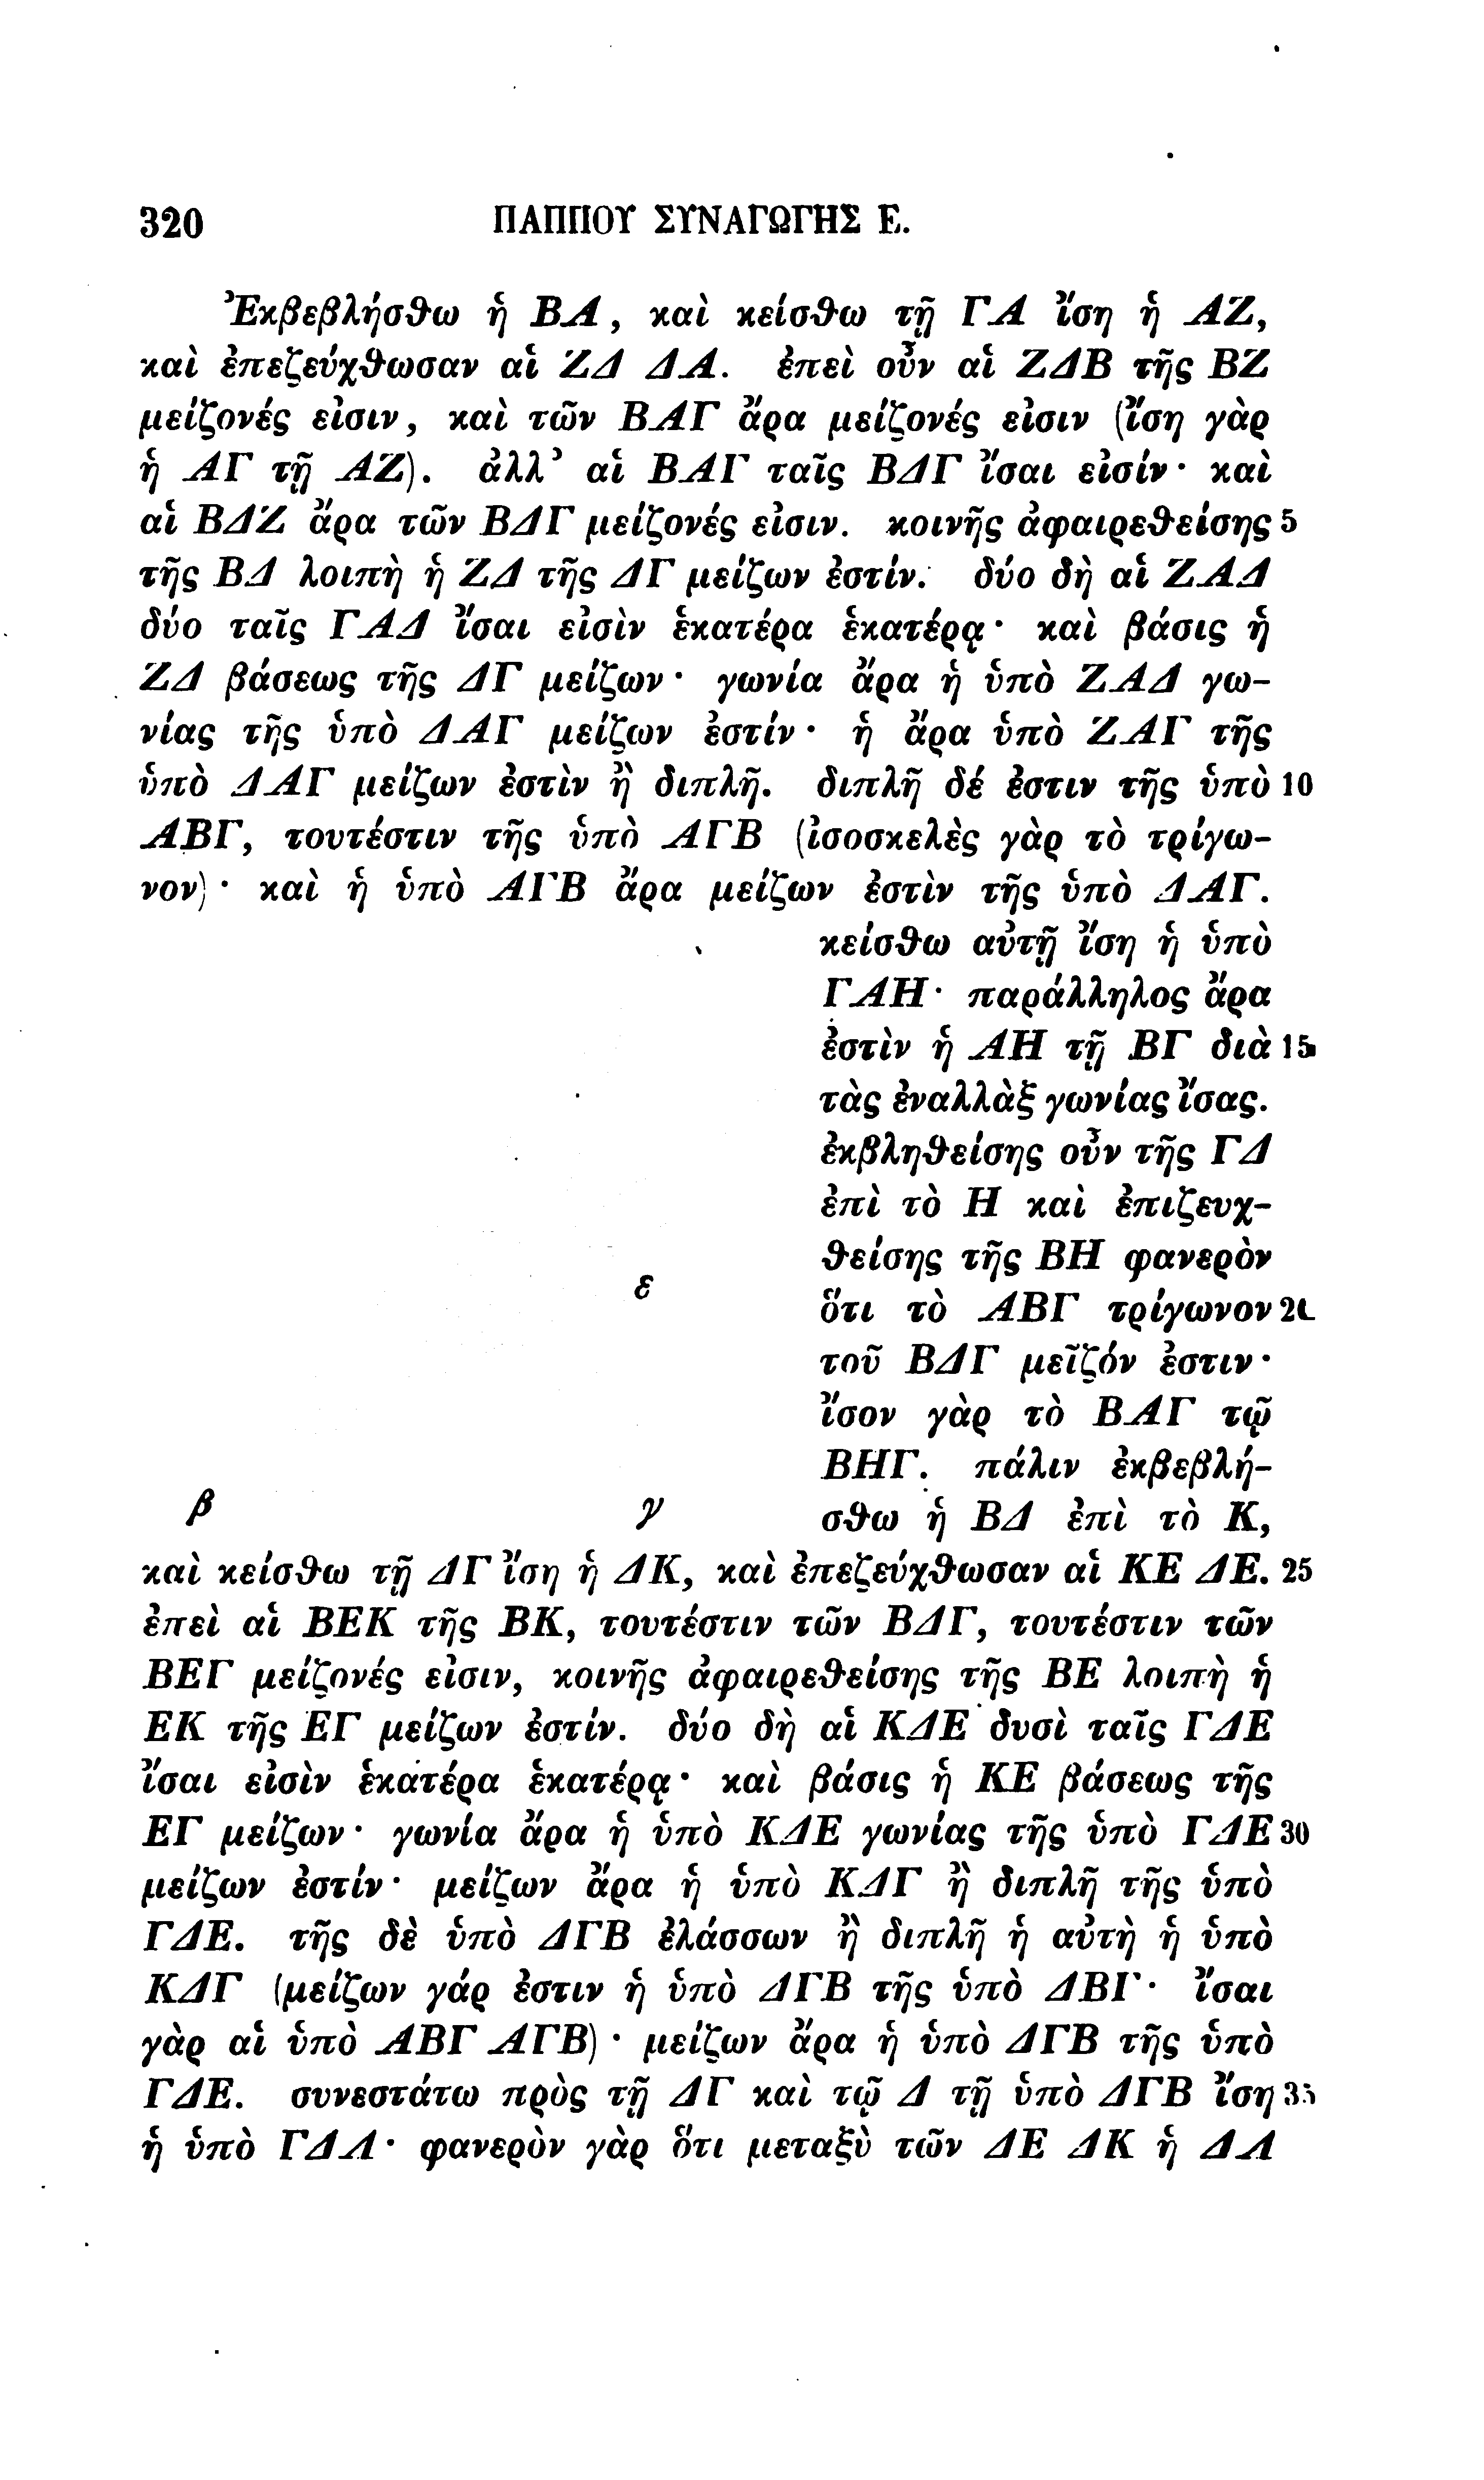 320 ΠΑΠΠΟΥ ΣΥΝΑΓΩΓΗΣ Ε.
Ἐκβεβλήσθω ἡ ΒΑ, καὶ κείσθω τῇ ΓΑ ἴση ἡ ΑΖ,
καὶ ἐπεζεύχθωσαν αἱ ΖΔ ΔΑ. ἐπεὶ οὖν αἱ ΖΔΒ τῆς ΒΖ
μείζονές εἰσιν, καὶ τῶν ΒΑΓ ἄρα μείζονές εἰσιν (ἴση γὰρ
ἡ ΑΓ τῇ ΑΖ). ἀλλ᾽ αἱ ΒΑΓ ταῖς ΒΔΓ ἴσαι εἰσίν· καὶ
αἱ ΒΔΖ ἄρα τῶν ΒΔΓ μείζονές εἰσιν. κοινῆς ἀφαιρεθείσης 5
τῆς ΒΔ λοιπὴ ἡ ΖΔ τῆς ΔΓ μείζων ἐστίν. δύο δὴ αἱ ΖΑΔ
δύο ταῖς ΓΑΔ ἴσαι εἰσὶν ἑκατέρα ἑκατέρᾳ· καὶ βάσις ἡ
ΖΔ βάσεως τῆς ΔΓ μείζων· γωνία ἄρα ἡ ὑπὸ ΖΑΔ γω-
νίας τῆς ὑπὸ ΔΑΓ μείζων ἐστίν· ἡ ἄρα ὑπὸ ΖΑΓ τῆς
ὑπὸ ΔΑΓ μείζων ἐστὶν ἢ διπλῆ. διπλῆ δέ ἐστιν τῆς ὑπὸ 10
ΑΒΓ, τουτέστιν τῆς ὑπὸ ΑΓΒ (ἰσοσκελὲς γὰρ τὸ τρίγω-
νον)· καὶ ἡ ὑπὸ ΑΓΒ ἄρα μείζων ἐστὶν τῆς ὑπὸ ΔΑΓ.
κείσθω αὐτῇ ἴση ἡ ὑπὸ
ΓΑΗ· παράλληλος ἄρα
ἐστὶν ἡ ΑΗ τῇ ΒΓ διὰ 15
τὰς ἐναλλὰξ γωνίας ἴσας.
ἐκβληθείσης οὖν τῆς ΓΔ
ἐπὶ τὸ Η καὶ ἐπιζευχ-
θείσης τῆς ΒΗ φανερὸν
ε
ὅτι τὸ ΑΒΓ τρίγωνον 20
τοῦ ΒΔΓ μεῖζόν ἐστιν·
ἴσον γὰρ τὸ ΒΑΓ τῷ
ΒΗΓ. πάλιν ἐκβεβλή-
β γ
σθω ἡ ΒΔ ἐπὶ τὸ Κ,
καὶ κείσθω τῇ ΔΓ ἴση ἡ ΔΚ, καὶ ἐπεζεύχθωσαν αἱ ΚΕ ΔΕ. 25
ἐπεὶ αἱ ΒΕΚ τῆς ΒΚ, τουτέστιν τῶν ΒΔΓ, τουτέστιν τῶν
ΒΕΓ μείζονές εἰσιν, κοινῆς ἀφαιρεθείσης τῆς ΒΕ λοιπὴ ἡ
ΕΚ τῆς ΕΓ μείζων ἐστίν. δύο δὴ αἱ ΚΔΕ δυσὶ ταῖς ΓΔΕ
ἴσαι εἰσὶν ἑκατέρα ἑκατέρᾳ· καὶ βάσις ἡ ΚΕ βάσεως τῆς
ΕΓ μείζων· γωνία ἄρα ἡ ὑπὸ ΚΔΕ γωνίας τῆς ὑπὸ ΓΔΕ 30
μείζων ἐστίν· μείζων ἄρα ἡ ὑπὸ ΚΔΓ ἢ διπλῆ τῆς ὑπὸ
ΓΔΕ. τῆς δὲ ὑπὸ ΔΓΒ ἐλάσσων ἢ διπλῆ ἡ αὐτὴ ἡ ὑπὸ
ΚΔΓ (μείζων γάρ ἐστιν ἡ ὑπὸ ΔΓΒ τῆς ὑπὸ ΔΒΓ· ἴσαι
γὰρ αἱ ὑπὸ ΑΒΓ ΑΓΒ)· μείζων ἄρα ἡ ὑπὸ ΔΓΒ τῆς ὑπὸ
ΓΔΕ. συνεστάτω πρὸς τῇ ΔΓ καὶ τῷ Δ τῇ ὑπὸ ΔΓΒ ἴση 35
ἡ ὑπὸ ΓΔΛ· φανερὸν γὰρ ὅτι μεταξὺ τῶν ΔΕ ΔΚ ἡ ΔΛ